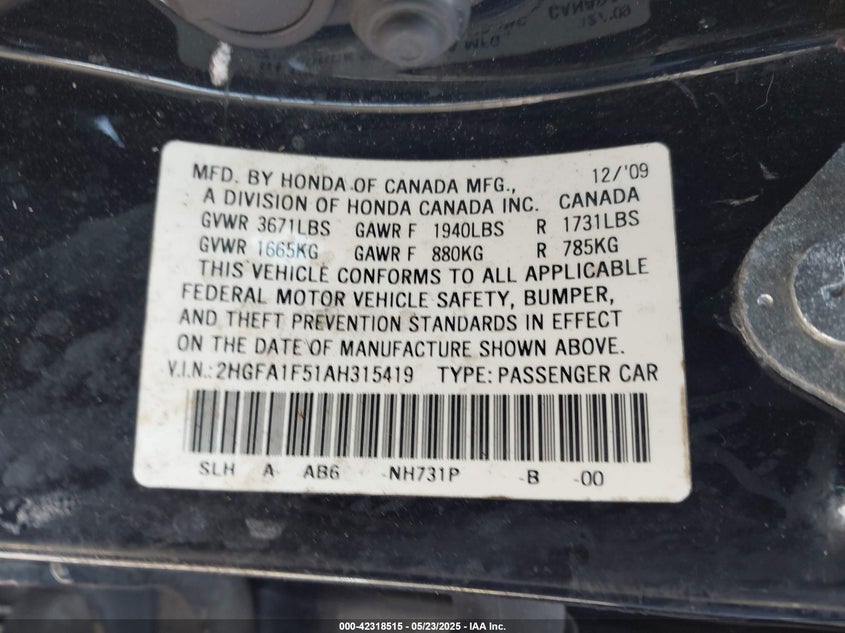 MFD. BY HONDA OF CANADA MFG., 12/'09
A DIVISION OF HONDA CANADA INC. CANADA
GVWR 3671LBS GAWR F 1940LBS R 1731LBS
GVWR 1665KG GAWR F 880KG R 785KG
THIS VEHICLE CONFORMS TO ALL APPLICABLE
FEDERAL MOTOR VEHICLE SAFETY, BUMPER,
AND THEFT PREVENTION STANDARDS IN EFFECT
ON THE DATE OF MANUFACTURE SHOWN ABOVE.
V.I.N.:2HGFA1F51AH315419 TYPE:PASSENGER CAR
SLH A AB6 -NH731P -B -00
000-42318515 - 05/23/2025 - IAA Inc.